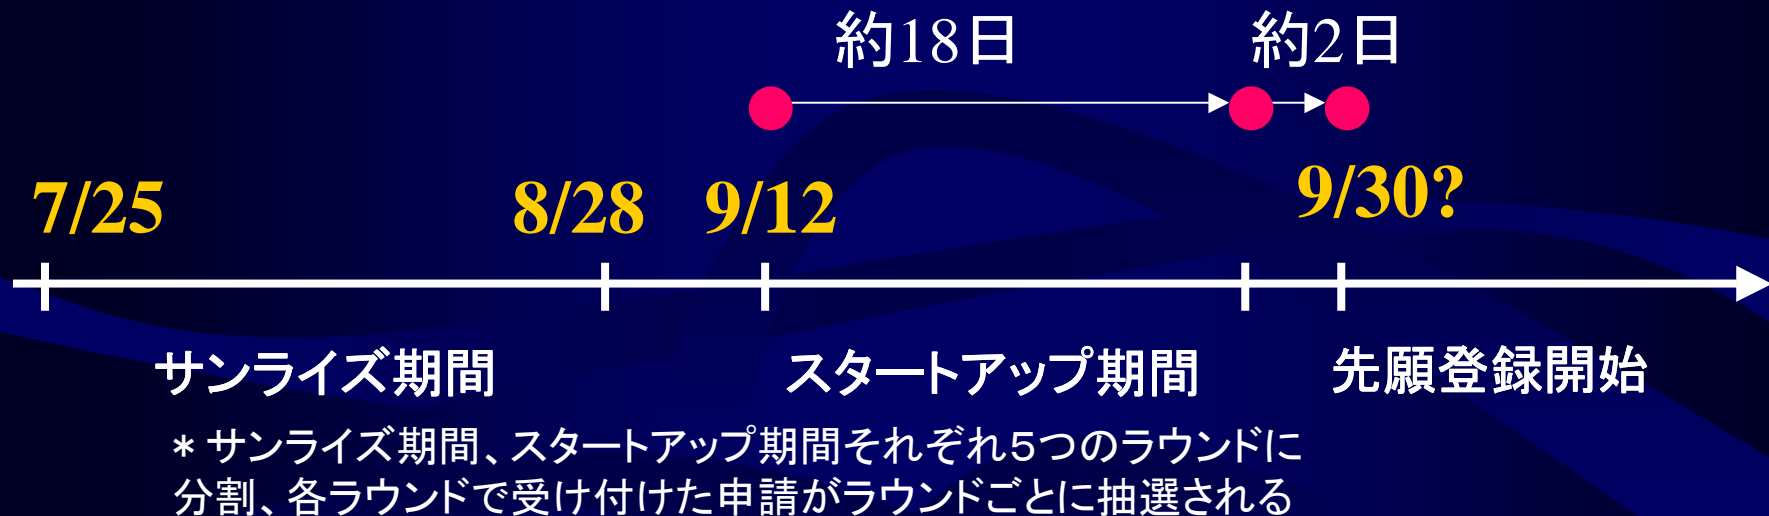 約18日 約2日
7/25 8/28 9/12 9/30?
サンライズ期間 スタートアップ期間 先願登録開始
＊サンライズ期間、スタートアップ期間それぞれ５つのラウンドに
分割、各ラウンドで受け付けた申請がラウンドごとに抽選される